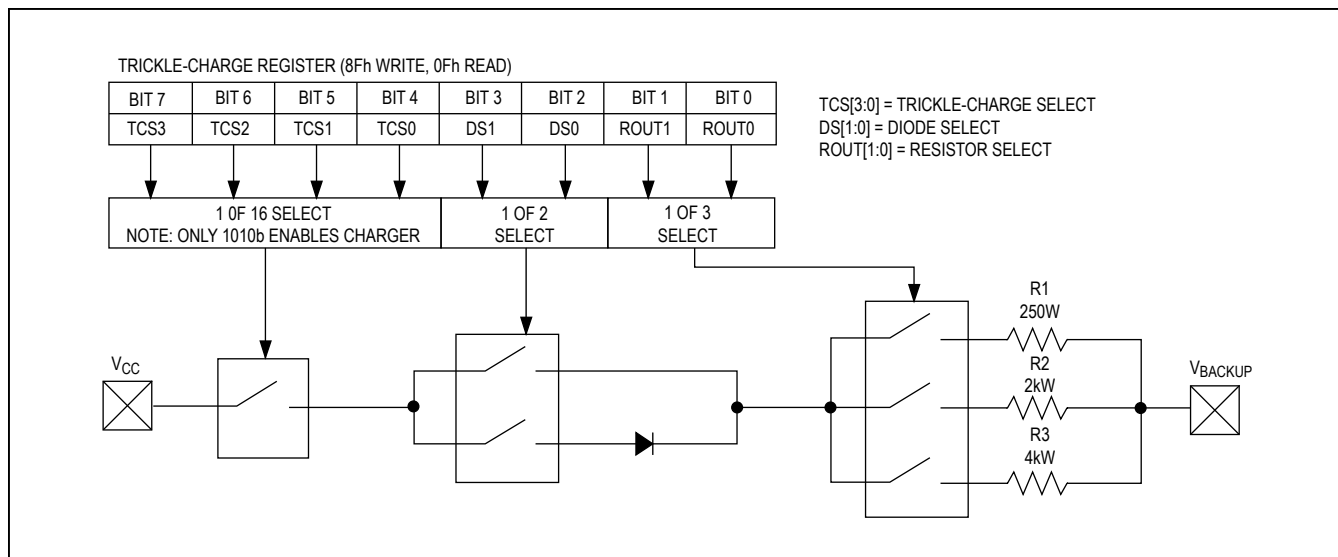 TRICKLE-CHARGE REGISTER (8Fh WRITE, 0Fh READ)
BIT 7 BIT 6 BIT 5 BIT 4 BIT 3 BIT 2 BIT 1 BIT 0
TCS3 TCS2 TCS1 TCS0 DS1 DS0 ROUT1 ROUT0
TCS[3:0] = TRICKLE-CHARGE SELECT
DS[1:0] = DIODE SELECT
ROUT[1:0] = RESISTOR SELECT
1 0F 16 SELECT
NOTE: ONLY 1010b ENABLES CHARGER
1 OF 2
SELECT
1 OF 3
SELECT
R1
250W
VCC
R2
2kW
VBACKUP
R3
4kW